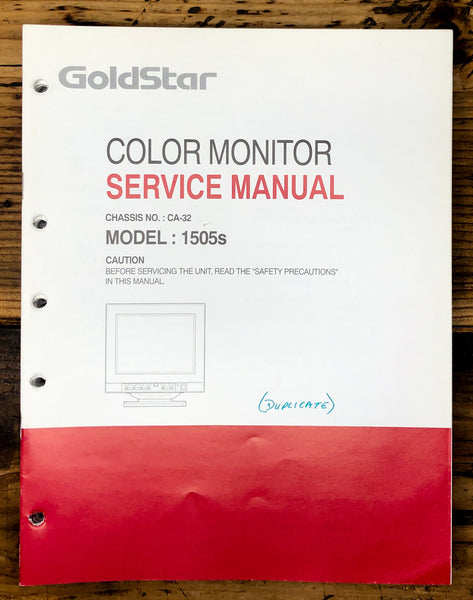 GoldStar
COLOR MONITOR
SERVICE MANUAL
CHASSIS NO. : CA-32
MODEL : 1505s
CAUTION
BEFORE SERVICING THE UNIT, READ THE "SAFETY PRECAUTIONS"
IN THIS MANUAL.
(DUPLICATE)